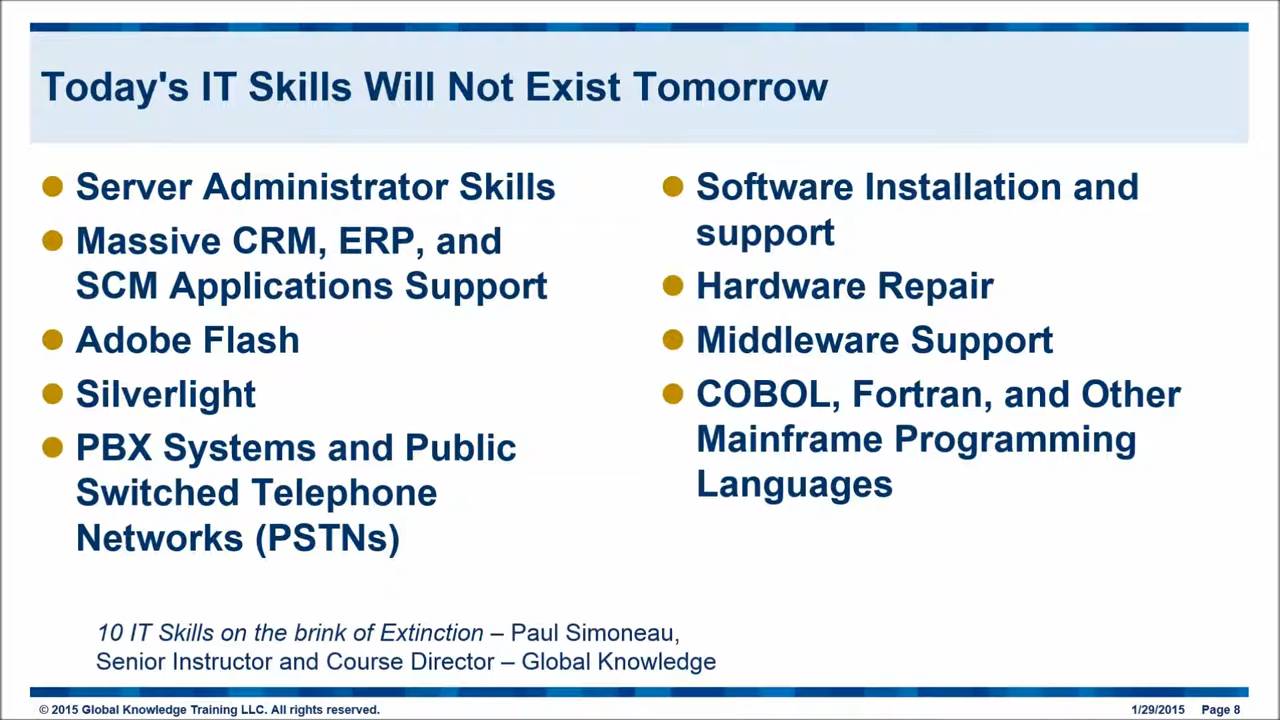 Today's IT Skills Will Not Exist Tomorrow
Server Administrator Skills
Massive CRM, ERP, and
SCM Applications Support
Adobe Flash
Silverlight
PBX Systems and Public
Switched Telephone
Networks (PSTNs)
Software Installation and
support
Hardware Repair
Middleware Support
COBOL, Fortran, and Other
Mainframe Programming
Languages
10 IT Skills on the brink of Extinction – Paul Simoneau,
Senior Instructor and Course Director – Global Knowledge
© 2015 Global Knowledge Training LLC. All rights reserved.
1/29/2015 Page 8